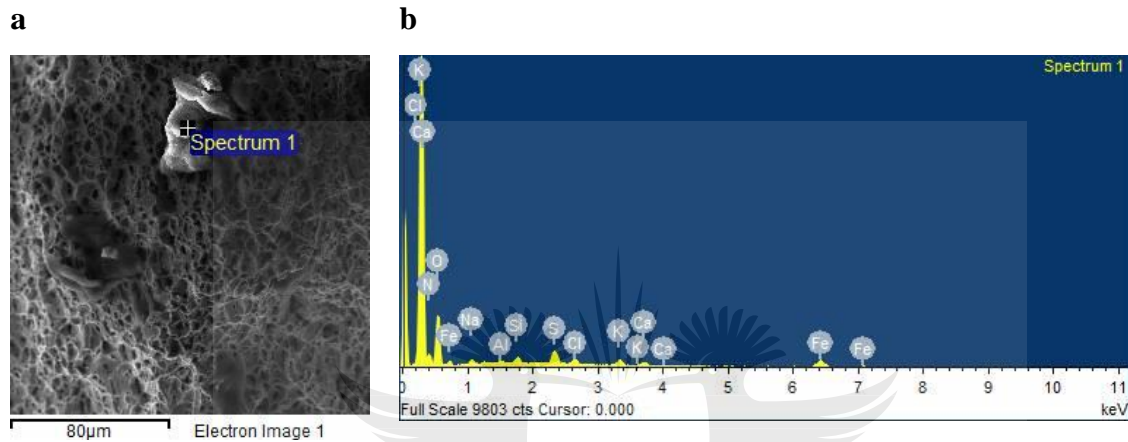 a
b
Spectrum 1
80µm
Electron Image 1
Spectrum 1
K
Cl
Ca
O
N
Fe
Na
Al
Si
S
Cl
K
K
Ca
Ca
Fe
Fe
0 1 2 3 4 5 6 7 8 9 10 11
Full Scale 9803 cts Cursor: 0.000
keV